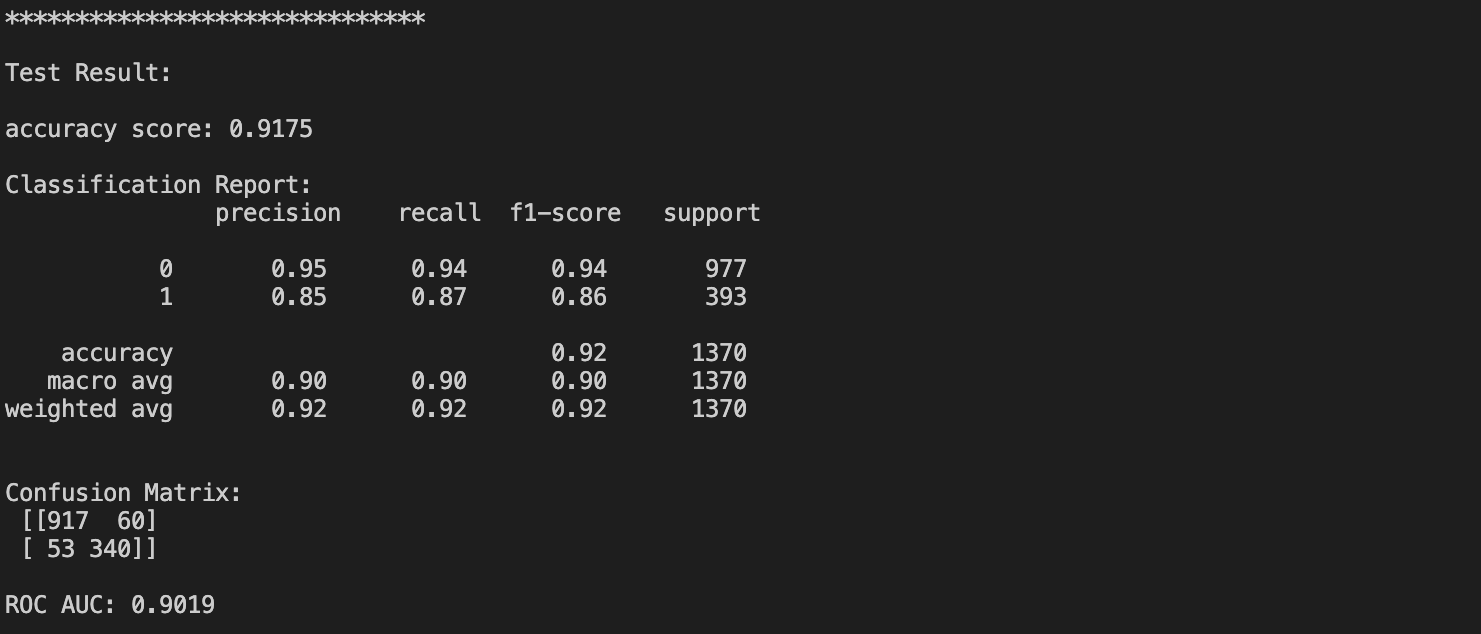 ******************************
Test Result:
accuracy score: 0.9175
Classification Report:
              precision    recall  f1-score   support
           0       0.95      0.94      0.94       977
           1       0.85      0.87      0.86       393
    accuracy                           0.92      1370
   macro avg       0.90      0.90      0.90      1370
weighted avg       0.92      0.92      0.92      1370
Confusion Matrix:
 [[917  60]
 [ 53 340]]
ROC AUC: 0.9019